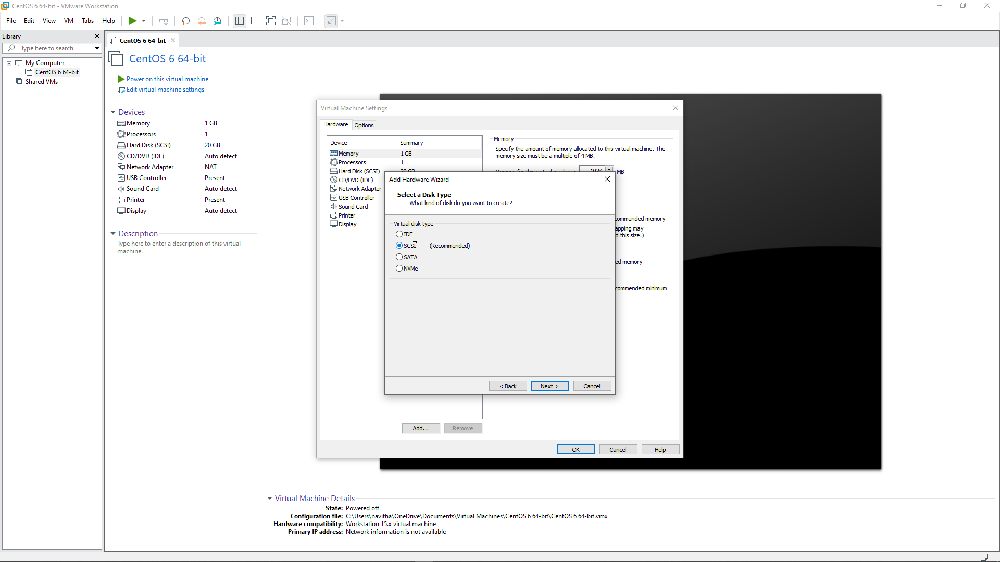 CentOS 6 64-bit - VMware Workstation
File Edit View VM Tabs Help
Library
Type here to search
My Computer
CentOS 6 64-bit
Shared VMs
CentOS 6 64-bit
CentOS 6 64-bit
Power on this virtual machine
Edit virtual machine settings
Devices
Memory 1 GB
Processors 1
Hard Disk (SCSI) 20 GB
CD/DVD (IDE) Auto detect
Network Adapter NAT
USB Controller Present
Sound Card Auto detect
Printer Present
Display Auto detect
Description
Type here to enter a description of this virtual
machine.
Virtual Machine Settings
Hardware Options
Device Summary
Memory 1 GB
Processors 1
Hard Disk (SCSI) 20 GB
CD/DVD (IDE)
Network Adapter
USB Controller
Sound Card
Printer
Display
Memory
Specify the amount of memory allocated to this virtual machine. The
memory size must be a multiple of 4 MB.
Memory for this virtual machine: 1024 MB
commended memory
apping may
d this size.)
ed memory
commended minimum
Add Hardware Wizard
Select a Disk Type
What kind of disk do you want to create?
Virtual disk type
IDE
SCSI (Recommended)
SATA
NVMe
< Back Next > Cancel
Add... Remove
OK Cancel Help
Virtual Machine Details
State: Powered off
Configuration file: C:\Users\navitha\OneDrive\Documents\Virtual Machines\CentOS 6 64-bit\CentOS 6 64-bit.vmx
Hardware compatibility: Workstation 15.x virtual machine
Primary IP address: Network information is not available